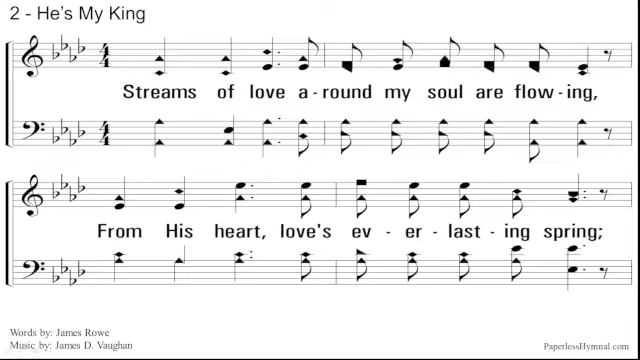 2 - He's My King
Streams of love a-round my soul are flow-ing,
From His heart, love's ev - er - last - ing spring;
Words by: James Rowe
Music by: James D. Vaughan
PaperlessHymnal.com